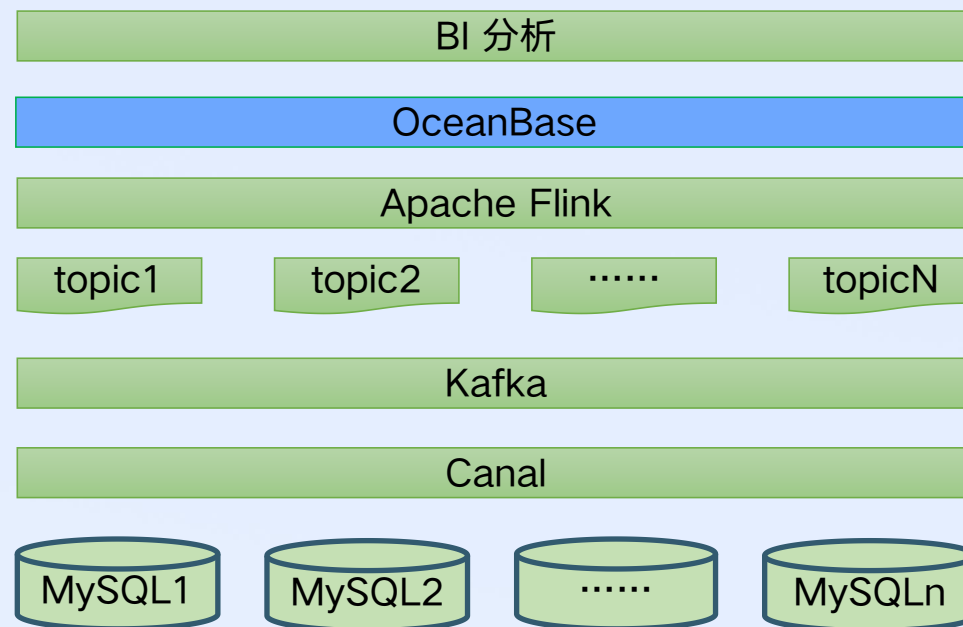 BI 分析
OceanBase
Apache Flink
topic1 topic2 …… topicN
Kafka
Canal
MySQL1 MySQL2 …… MySQLn